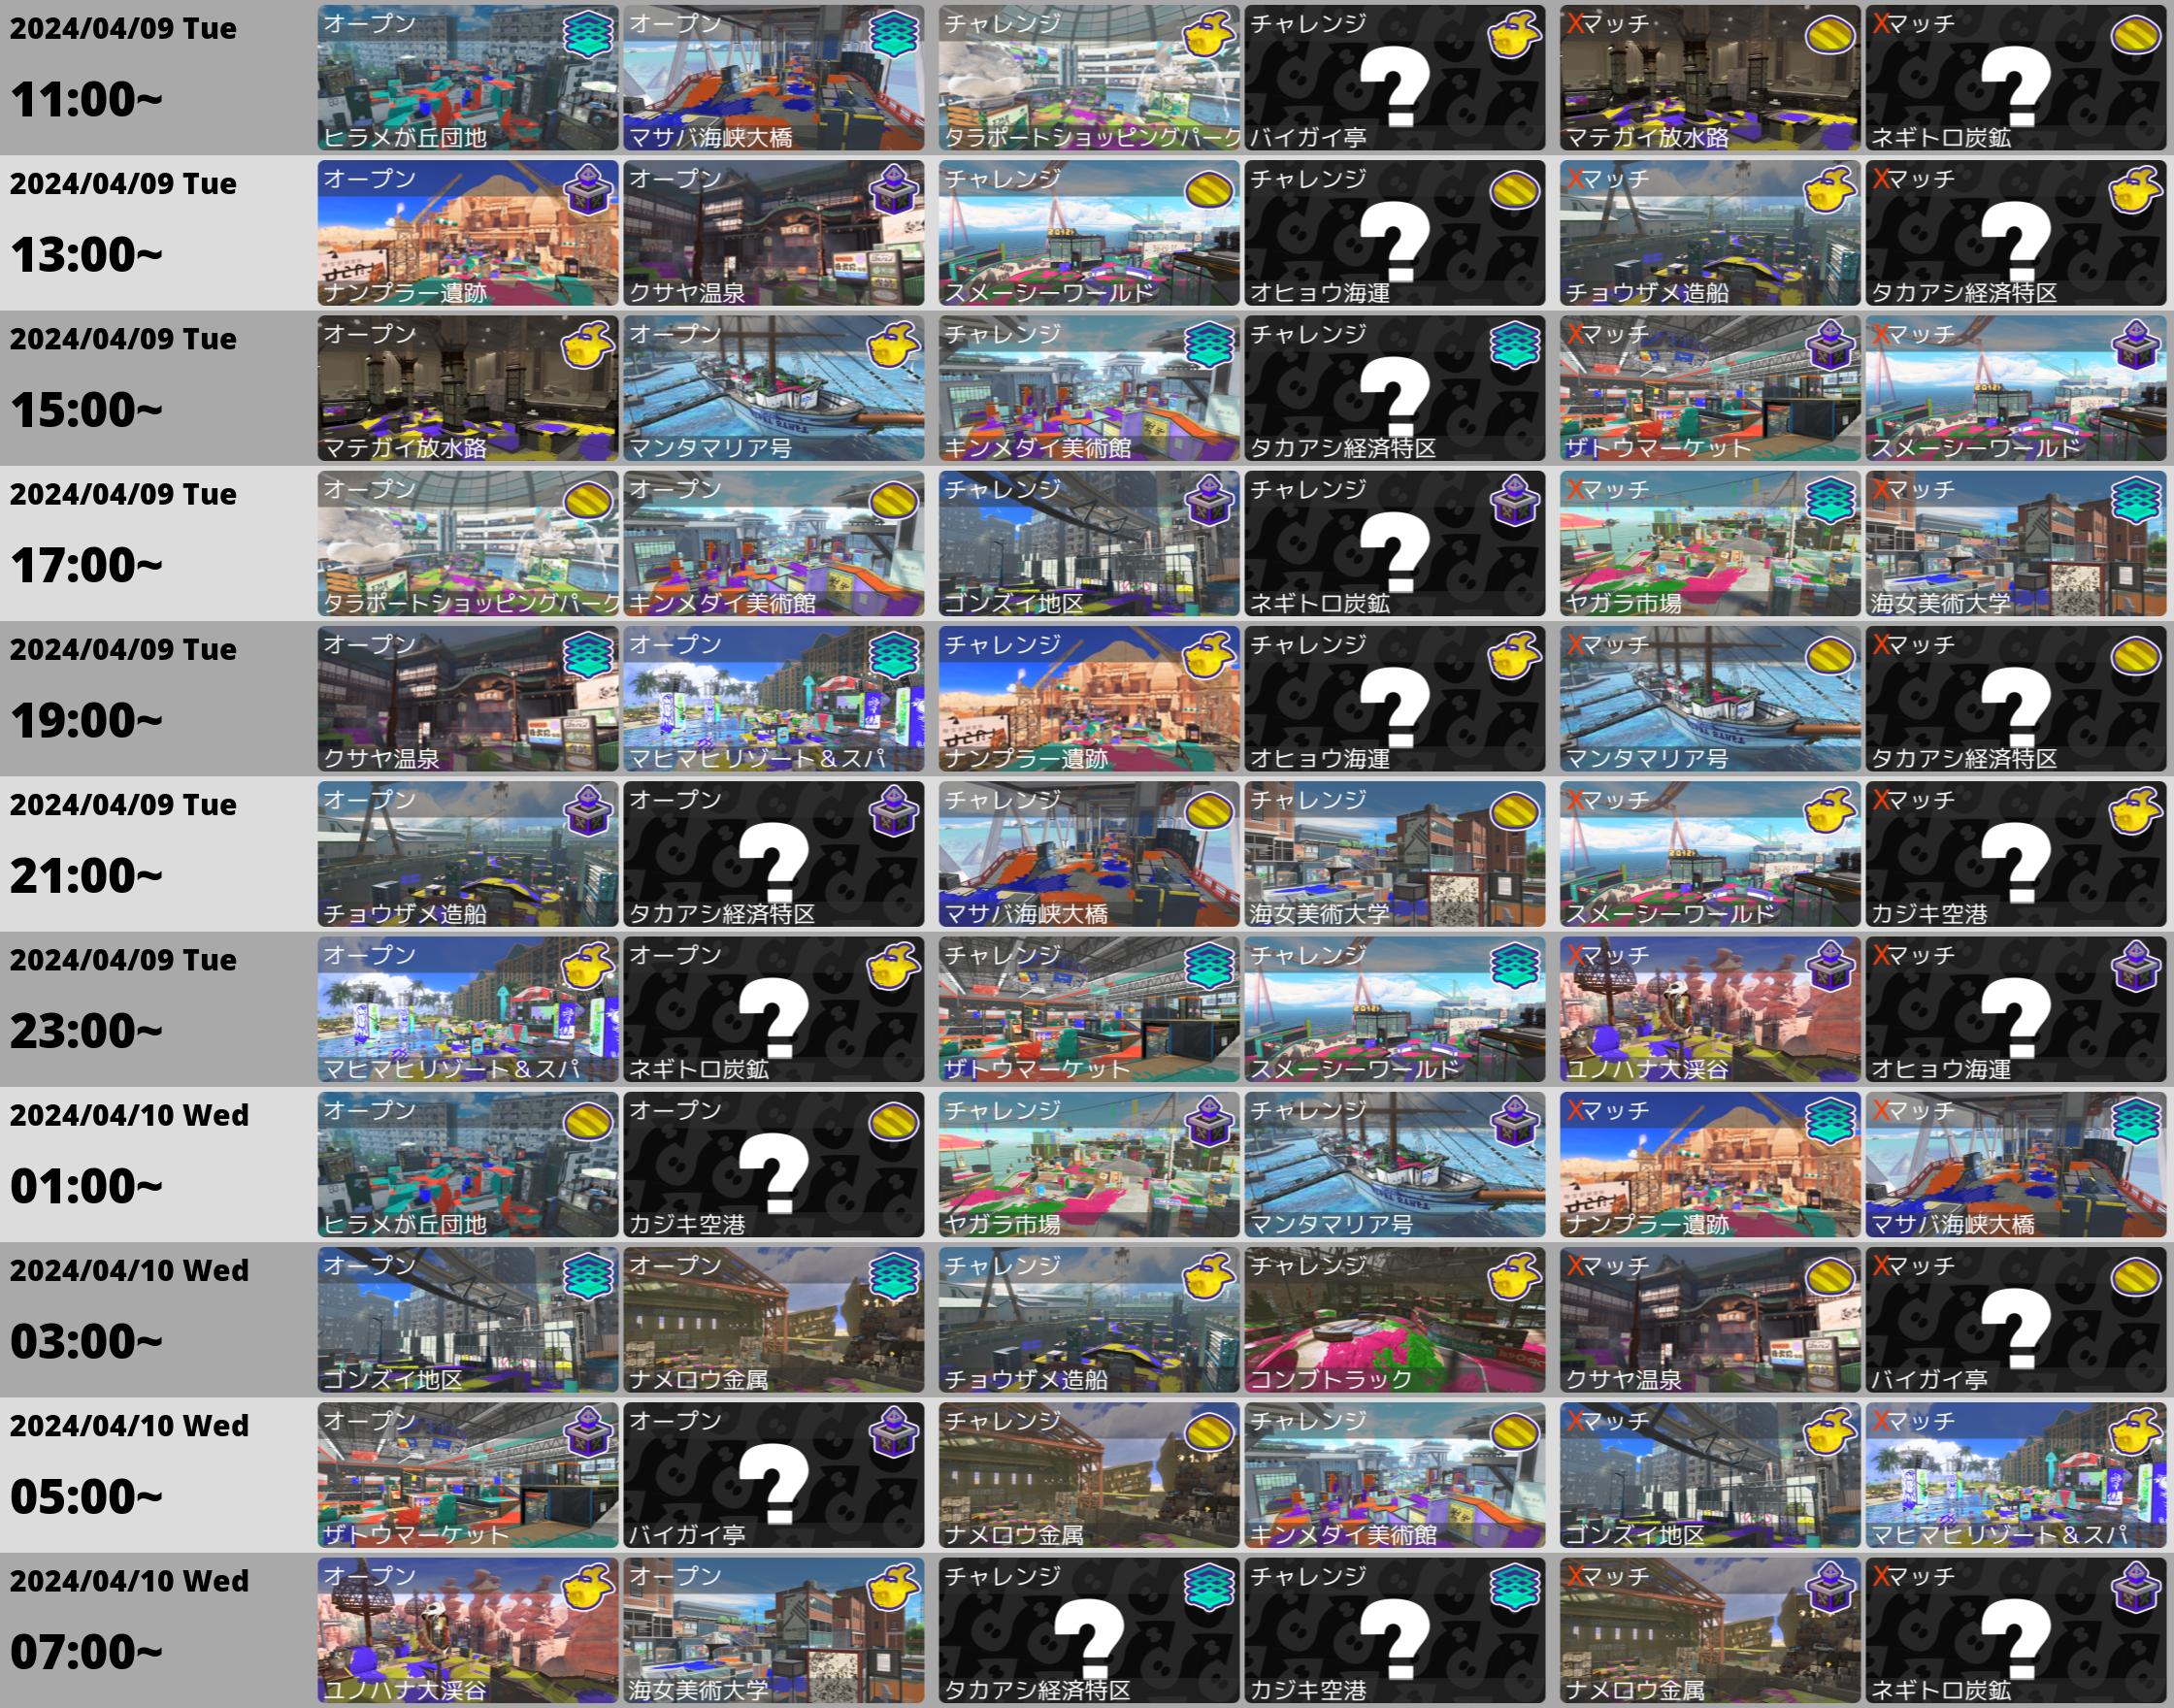 2024/04/09 Tue
11:00~
オープン
ヒラメが丘団地
オープン
マサバ海峡大橋
チャレンジ
タラポートショッピングパーク
チャレンジ
バイガイ亭
Xマッチ
マテガイ放水路
Xマッチ
ネギトロ炭鉱
2024/04/09 Tue
13:00~
オープン
ナンプラー遺跡
オープン
クサヤ温泉
チャレンジ
スメーシーワールド
チャレンジ
オヒョウ海運
Xマッチ
チョウザメ造船
Xマッチ
タカアシ経済特区
2024/04/09 Tue
15:00~
オープン
マテガイ放水路
オープン
マンタマリア号
チャレンジ
キンメダイ美術館
チャレンジ
タカアシ経済特区
Xマッチ
ザトウマーケット
Xマッチ
スメーシーワールド
2024/04/09 Tue
17:00~
オープン
タラポートショッピングパーク
オープン
キンメダイ美術館
チャレンジ
ゴンズイ地区
チャレンジ
ネギトロ炭鉱
Xマッチ
ヤガラ市場
Xマッチ
海女美術大学
2024/04/09 Tue
19:00~
オープン
クサヤ温泉
オープン
マヒマヒリゾート＆スパ
チャレンジ
ナンプラー遺跡
チャレンジ
オヒョウ海運
Xマッチ
マンタマリア号
Xマッチ
タカアシ経済特区
2024/04/09 Tue
21:00~
オープン
チョウザメ造船
オープン
タカアシ経済特区
チャレンジ
マサバ海峡大橋
チャレンジ
海女美術大学
Xマッチ
スメーシーワールド
Xマッチ
カジキ空港
2024/04/09 Tue
23:00~
オープン
マヒマヒリゾート＆スパ
オープン
ネギトロ炭鉱
チャレンジ
ザトウマーケット
チャレンジ
スメーシーワールド
Xマッチ
ユノハナ大渓谷
Xマッチ
オヒョウ海運
2024/04/10 Wed
01:00~
オープン
ヒラメが丘団地
オープン
カジキ空港
チャレンジ
ヤガラ市場
チャレンジ
マンタマリア号
Xマッチ
ナンプラー遺跡
Xマッチ
マサバ海峡大橋
2024/04/10 Wed
03:00~
オープン
ゴンズイ地区
オープン
ナメロウ金属
チャレンジ
チョウザメ造船
チャレンジ
コンブトラック
Xマッチ
クサヤ温泉
Xマッチ
バイガイ亭
2024/04/10 Wed
05:00~
オープン
ザトウマーケット
オープン
バイガイ亭
チャレンジ
ナメロウ金属
チャレンジ
キンメダイ美術館
Xマッチ
ゴンズイ地区
Xマッチ
マヒマヒリゾート＆スパ
2024/04/10 Wed
07:00~
オープン
ユノハナ大渓谷
オープン
海女美術大学
チャレンジ
タカアシ経済特区
チャレンジ
カジキ空港
Xマッチ
ナメロウ金属
Xマッチ
ネギトロ炭鉱